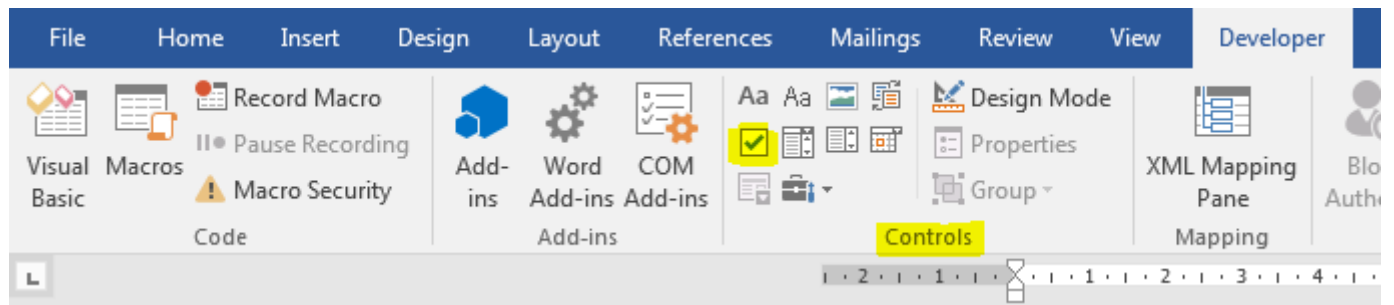 File Home Insert Design Layout References Mailings Review View Developer
Record Macro
Pause Recording
Macro Security
Visual Basic
Macros
Code
Add-ins
Word Add-ins
COM Add-ins
Add-ins
Aa Aa
Design Mode
Properties
Group
Controls
XML Mapping Pane
Mapping
Blo
Autho
L
2 1 1 2 3 4